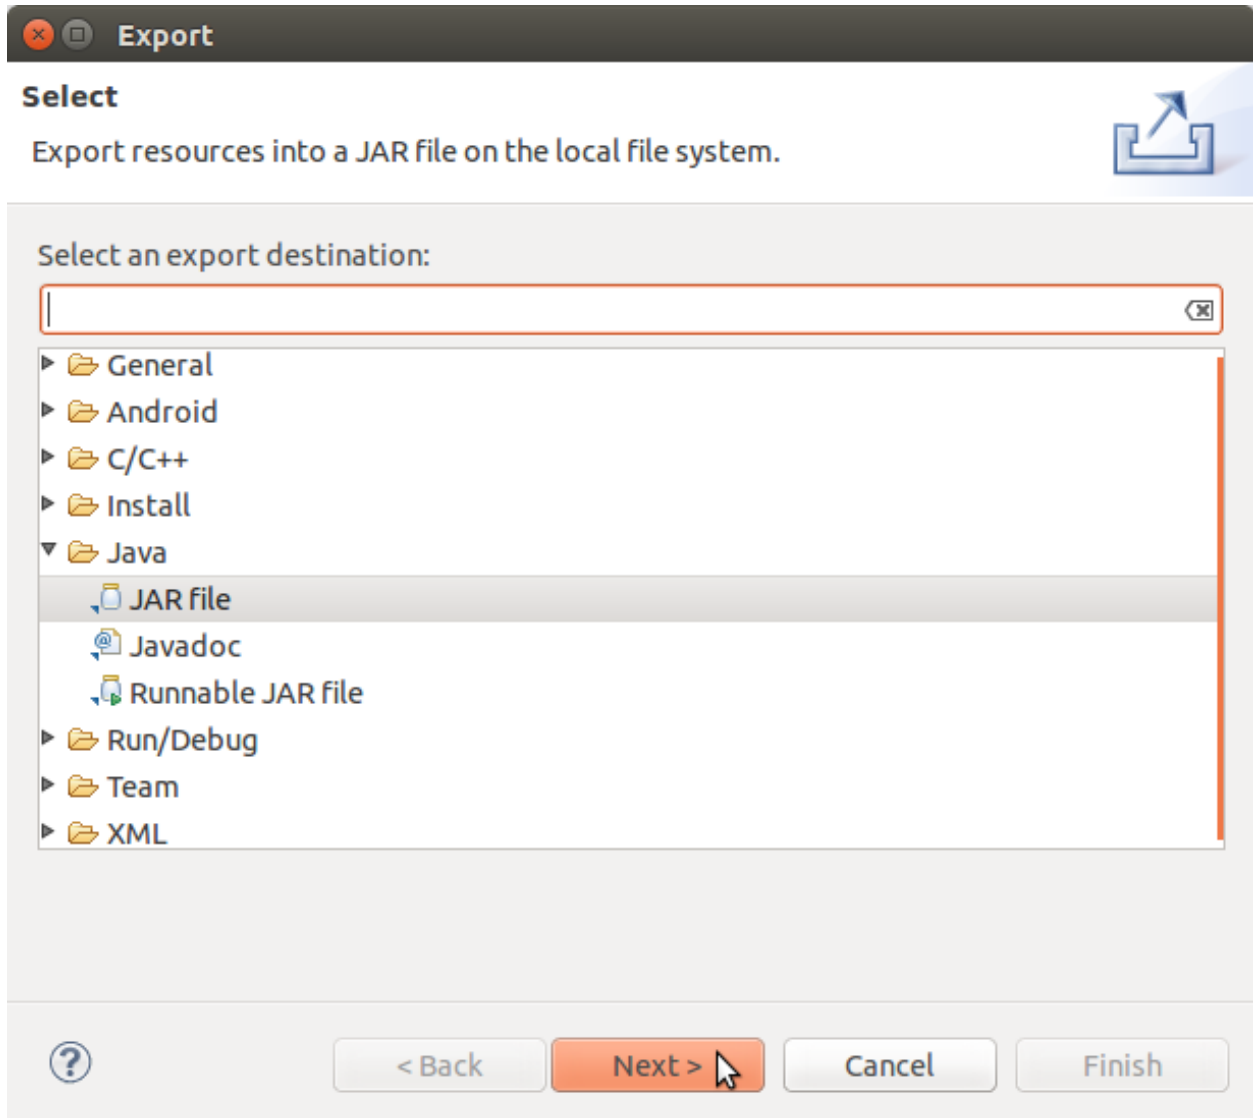 Export
Select
Export resources into a JAR file on the local file system.
Select an export destination:
General
Android
C/C++
Install
Java
JAR file
Javadoc
Runnable JAR file
Run/Debug
Team
XML
< Back Next > Cancel Finish